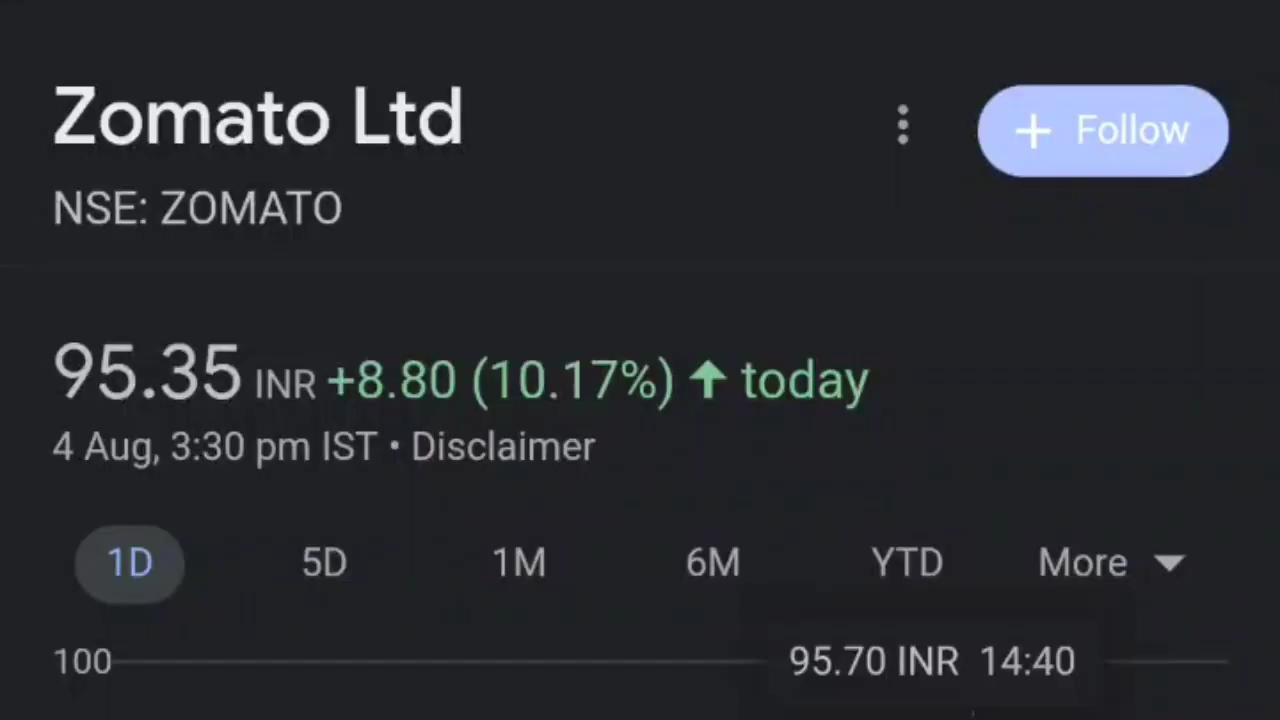 Zomato Ltd
+ Follow
NSE: ZOMATO
95.35 INR +8.80 (10.17%) ↑ today
4 Aug, 3:30 pm IST • Disclaimer
1D 5D 1M 6M YTD More
100 95.70 INR 14:40